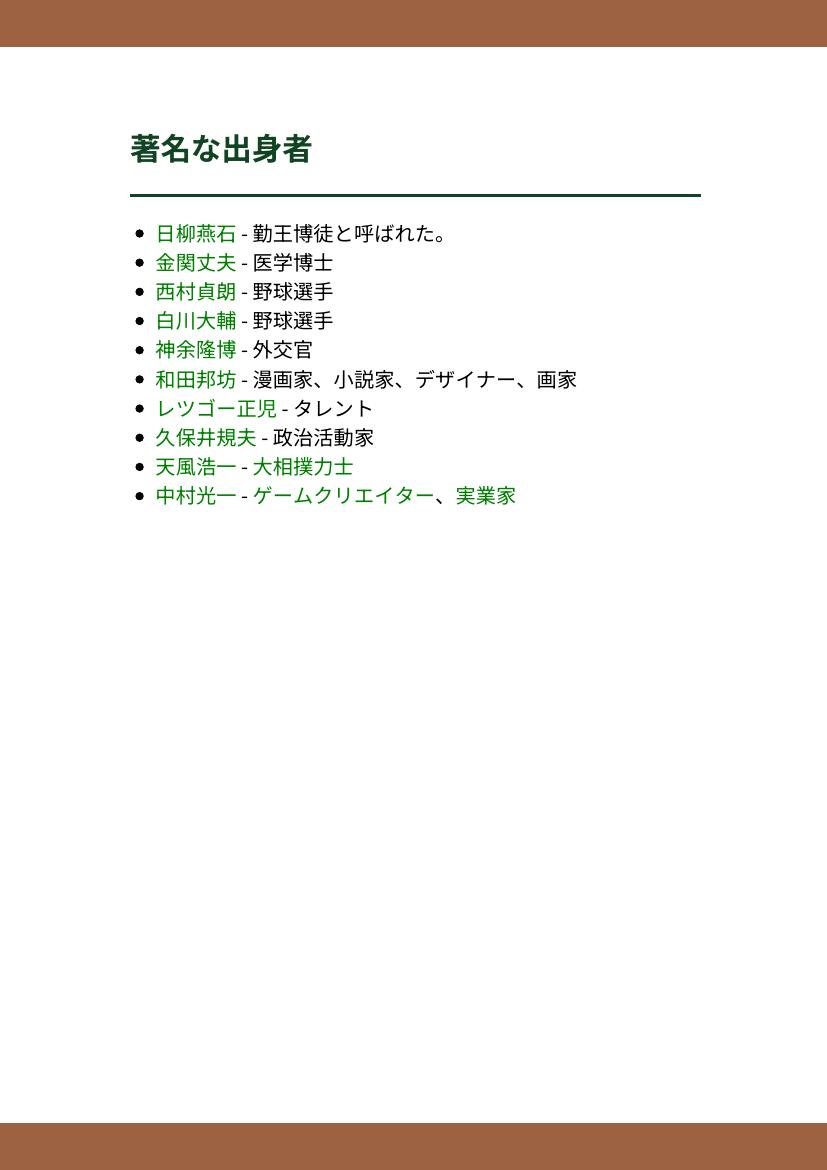 著名な出身者
日柳燕石 - 勤王博徒と呼ばれた。
金関丈夫 - 医学博士
西村貞朗 - 野球選手
白川大輔 - 野球選手
神余隆博 - 外交官
和田邦坊 - 漫画家、小説家、デザイナー、画家
レツゴー正児 - タレント
久保井規夫 - 政治活動家
天風浩一 - 大相撲力士
中村光一 - ゲームクリエイター、実業家